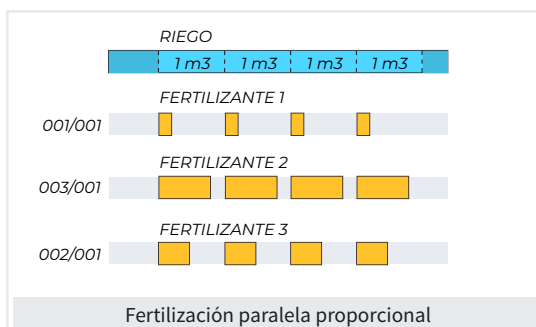 RIEGO
1 m3 1 m3 1 m3 1 m3
FERTILIZANTE 1
001/001
FERTILIZANTE 2
003/001
FERTILIZANTE 3
002/001
Fertilización paralela proporcional